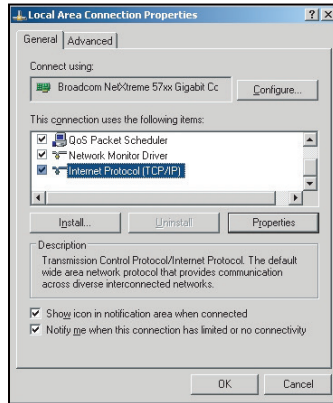 Local Area Connection Properties
General Advanced
Connect using:
Broadcom NetXtreme 57xx Gigabit Cc
Configure...
This connection uses the following items:
QoS Packet Scheduler
Network Monitor Driver
Internet Protocol (TCP/IP)
Install...
Uninstall
Properties
Description
Transmission Control Protocol/Internet Protocol. The default
wide area network protocol that provides communication
across diverse interconnected networks.
Show icon in notification area when connected
Notify me when this connection has limited or no connectivity
OK
Cancel